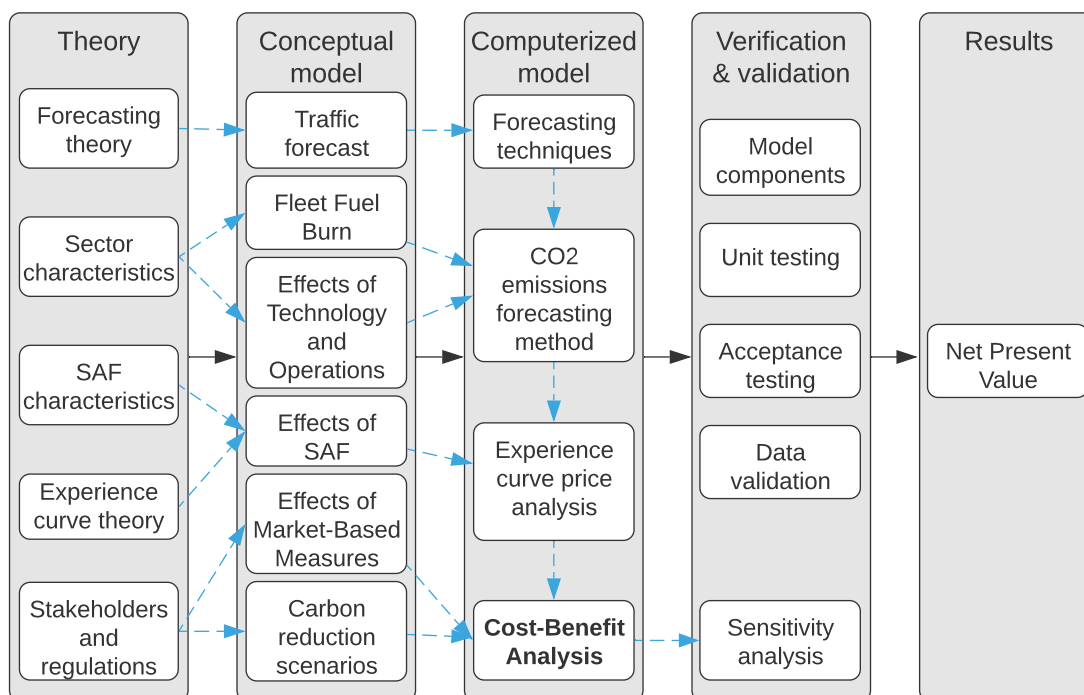 Theory
Forecasting
theory
Sector
characteristics
SAF
characteristics
Experience
curve theory
Stakeholders
and
regulations
Conceptual
model
Traffic
forecast
Fleet Fuel
Burn
Effects of
Technology
and
Operations
Effects of
SAF
Effects of
Market-Based
Measures
Carbon
reduction
scenarios
Computerized
model
Forecasting
techniques
CO2
emissions
forecasting
method
Experience
curve price
analysis
Cost-Benefit
Analysis
Verification
& validation
Model
components
Unit testing
Acceptance
testing
Data
validation
Sensitivity
analysis
Results
Net Present
Value